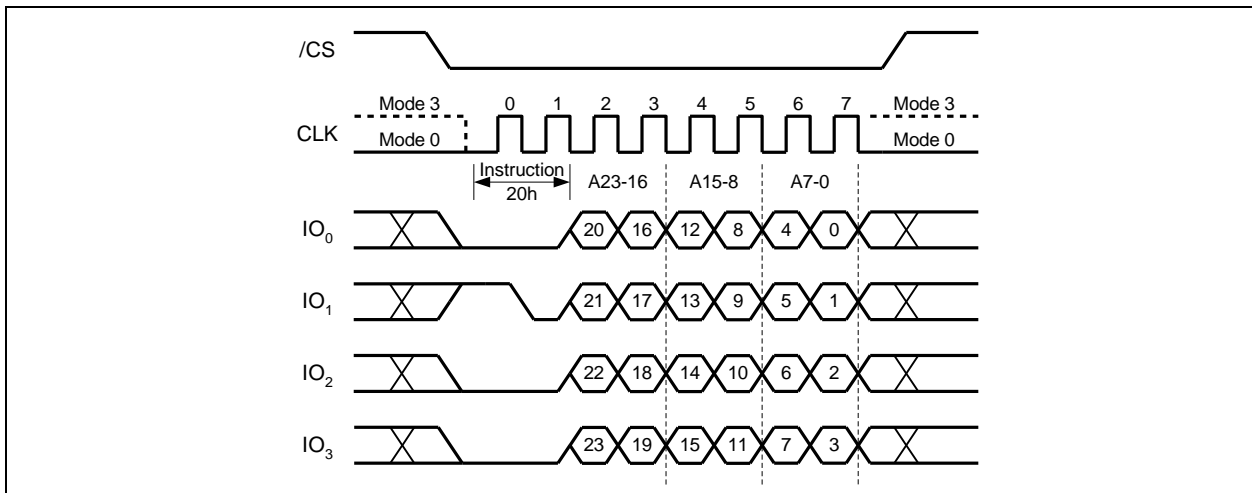 /CS
Mode 3 0 1 2 3 4 5 6 7 Mode 3
CLK
Mode 0 Mode 0
Instruction
20h
A23-16 A15-8 A7-0
IO0 20 16 12 8 4 0
IO1 21 17 13 9 5 1
IO2 22 18 14 10 6 2
IO3 23 19 15 11 7 3